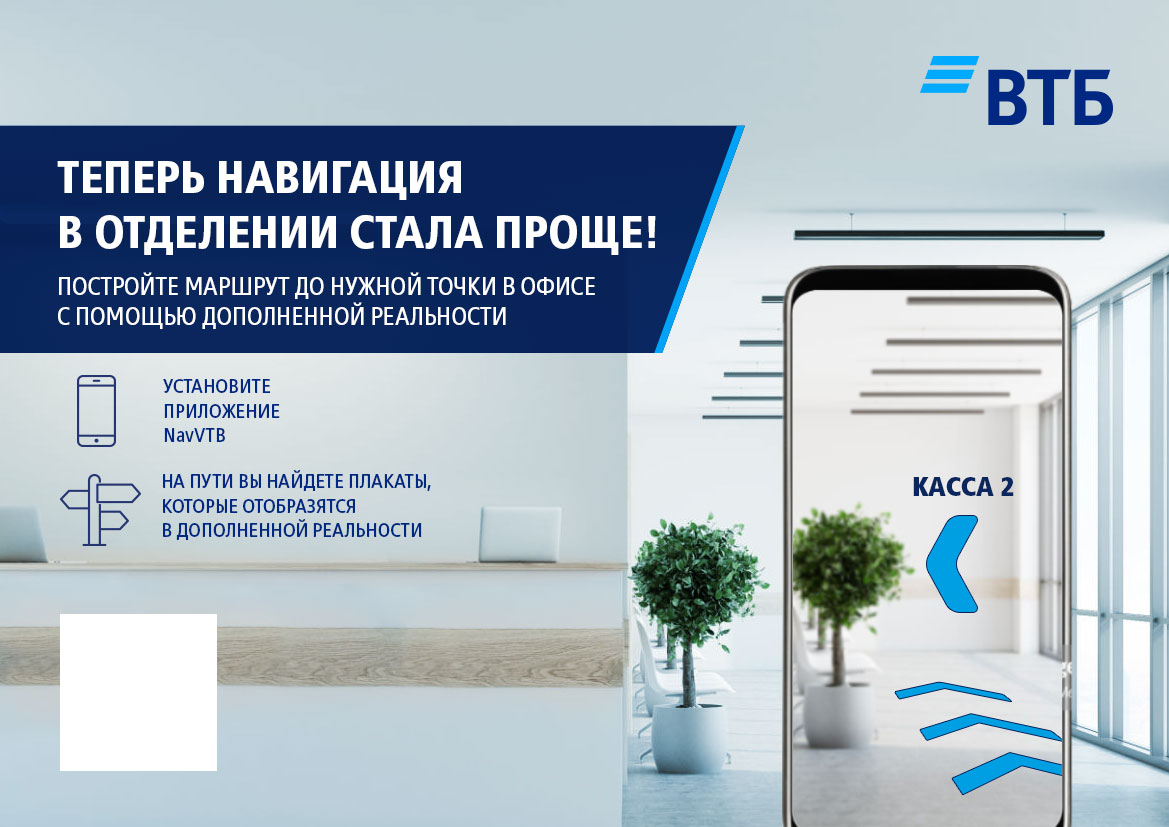 ВТБ
ТЕПЕРЬ НАВИГАЦИЯ
В ОТДЕЛЕНИИ СТАЛА ПРОЩЕ!
ПОСТРОЙТЕ МАРШРУТ ДО НУЖНОЙ ТОЧКИ В ОФИСЕ
С ПОМОЩЬЮ ДОПОЛНЕННОЙ РЕАЛЬНОСТИ
УСТАНОВИТЕ
ПРИЛОЖЕНИЕ
NavVTB
НА ПУТИ ВЫ НАЙДЕТЕ ПЛАКАТЫ,
КОТОРЫЕ ОТОБРАЗЯТСЯ
В ДОПОЛНЕННОЙ РЕАЛЬНОСТИ
КАССА 2